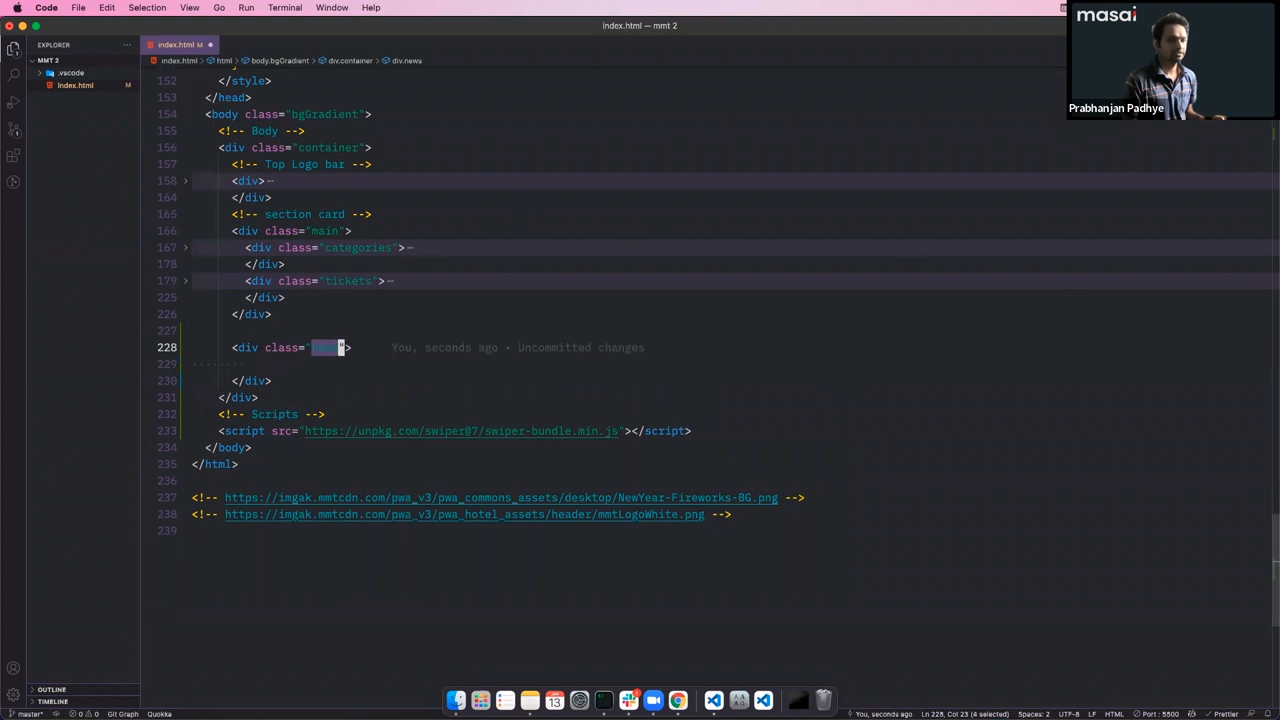 Code File Edit Selection View Go Run Terminal Window Help
index.html — mmt 2
masai
Prabhanjan Padhye
EXPLORER
MMT 2
.vscode
index.html M
index.html M
index.html > html > body.bgGradient > div.container > div.news
152 </style>
153 </head>
154 <body class="bgGradient">
155 <!-- Body -->
156 <div class="container">
157 <!-- Top Logo bar -->
158 <div>…
164 </div>
165 <!-- section card -->
166 <div class="main">
167 <div class="categories">…
178 </div>
179 <div class="tickets">…
225 </div>
226 </div>
227
228 <div class="news"> You, seconds ago • Uncommitted changes
229
230 </div>
231 </div>
232 <!-- Scripts -->
233 <script src="https://unpkg.com/swiper@7/swiper-bundle.min.js"></script>
234 </body>
235 </html>
236
237 <!-- https://imgak.mmtcdn.com/pwa_v3/pwa_commons_assets/desktop/NewYear-Fireworks-BG.png -->
238 <!-- https://imgak.mmtcdn.com/pwa_v3/pwa_hotel_assets/header/mmtLogoWhite.png -->
239
OUTLINE
TIMELINE
JAN
13
master* 0 0 Git Graph Quokka You, seconds ago Ln 228, Col 23 (4 selected) Spaces: 2 UTF-8 LF HTML Port : 5500 Prettier